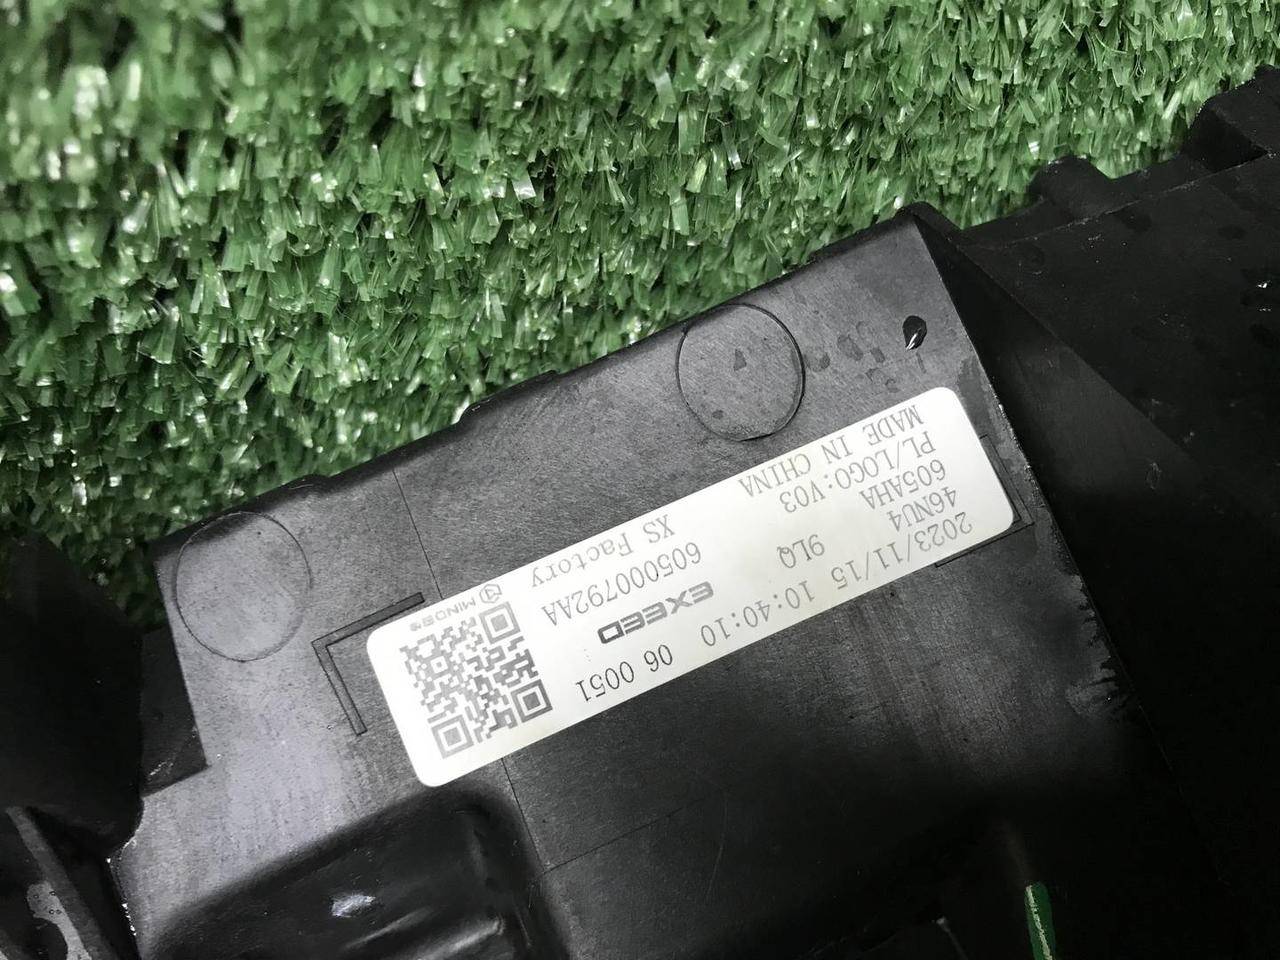 MIND
605000792AA XS Factory
EXEED
MADE IN CHINA
PL/LOGO:V03
605AHA
46NU4 9LQ
2023/11/15 10:40:10 06 0051